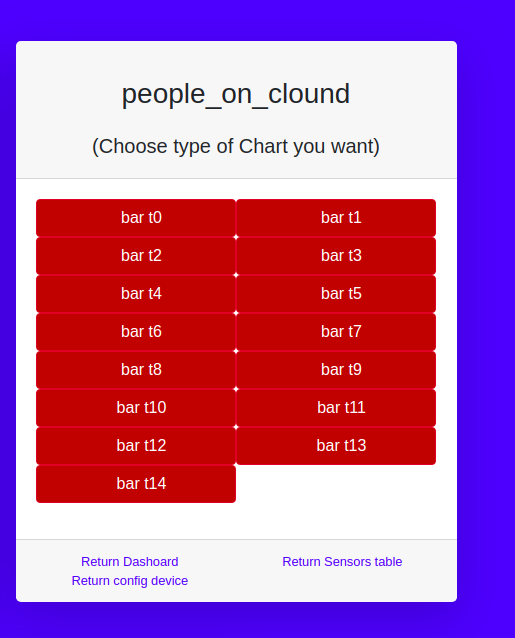 people_on_clound
(Choose type of Chart you want)
bar t0 bar t1
bar t2 bar t3
bar t4 bar t5
bar t6 bar t7
bar t8 bar t9
bar t10 bar t11
bar t12 bar t13
bar t14
Return Dashoard Return Sensors table
Return config device